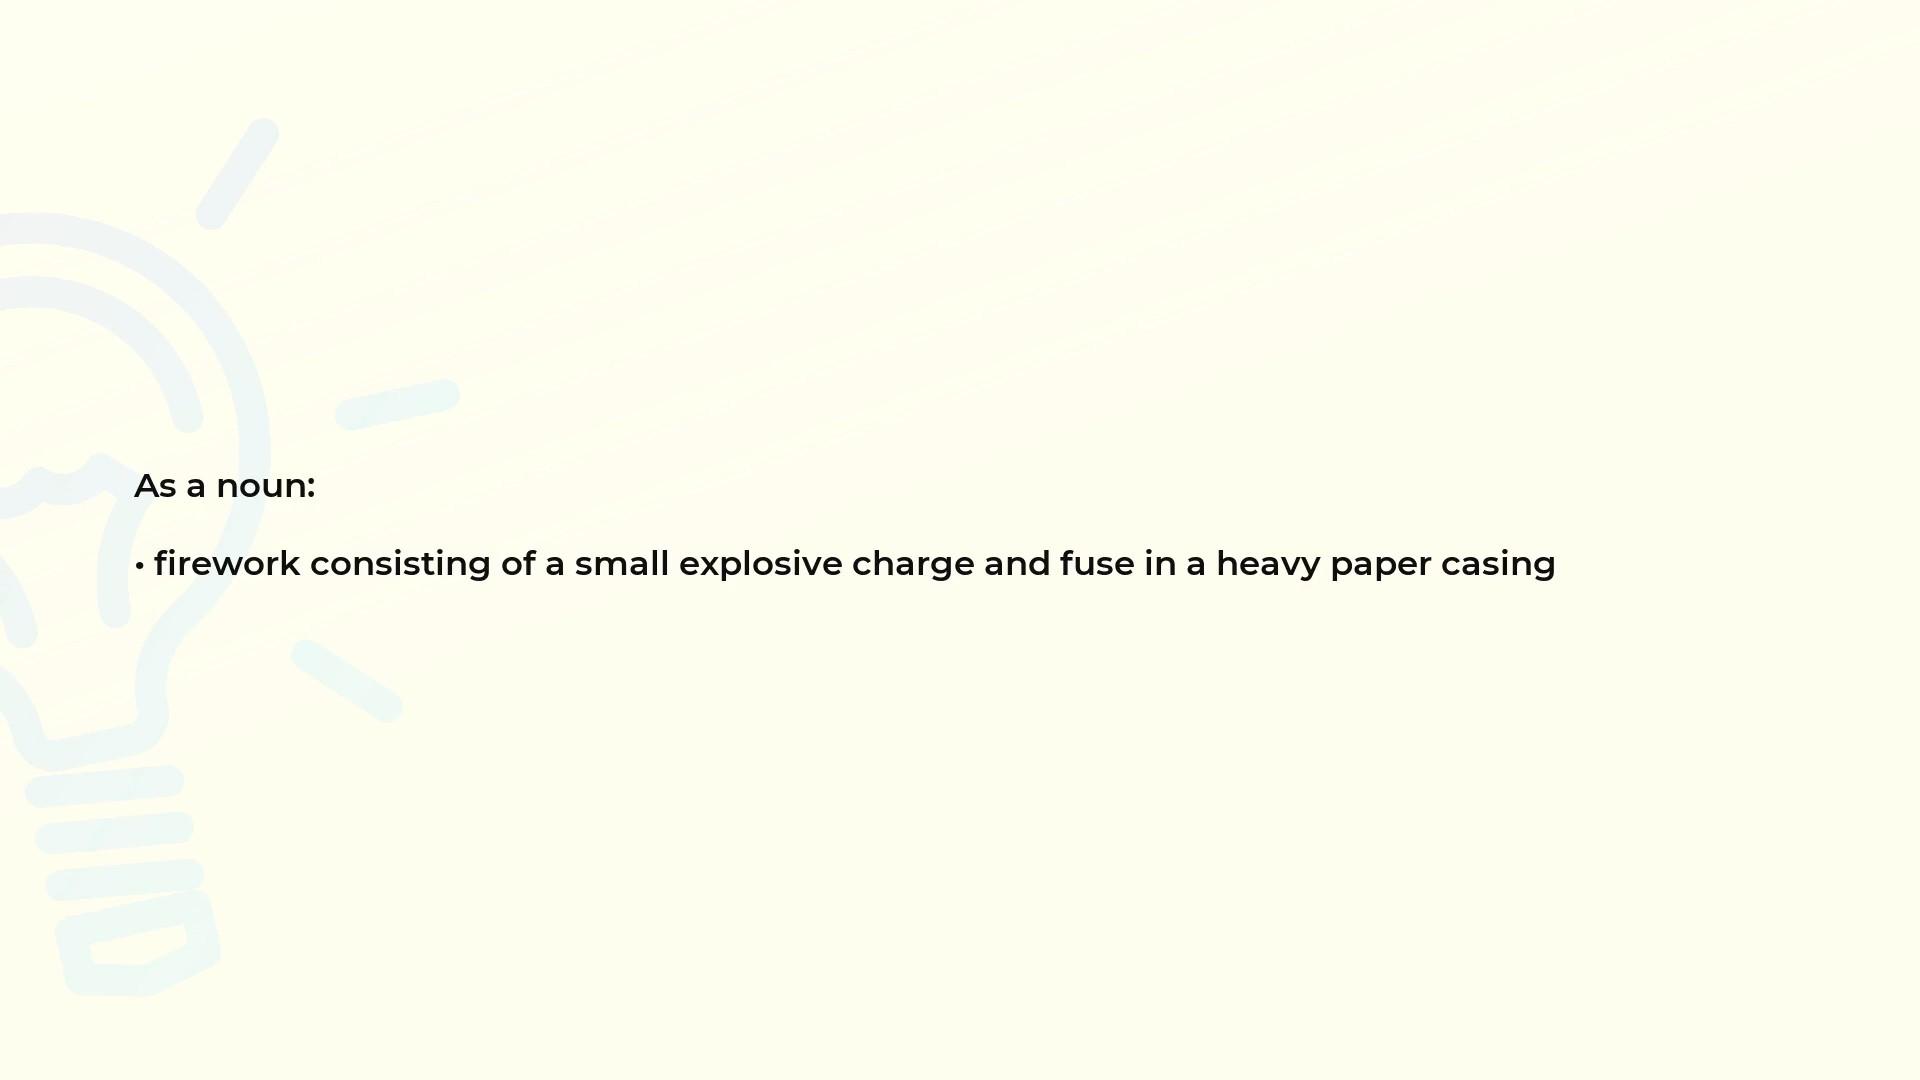 As a noun:
• firework consisting of a small explosive charge and fuse in a heavy paper casing